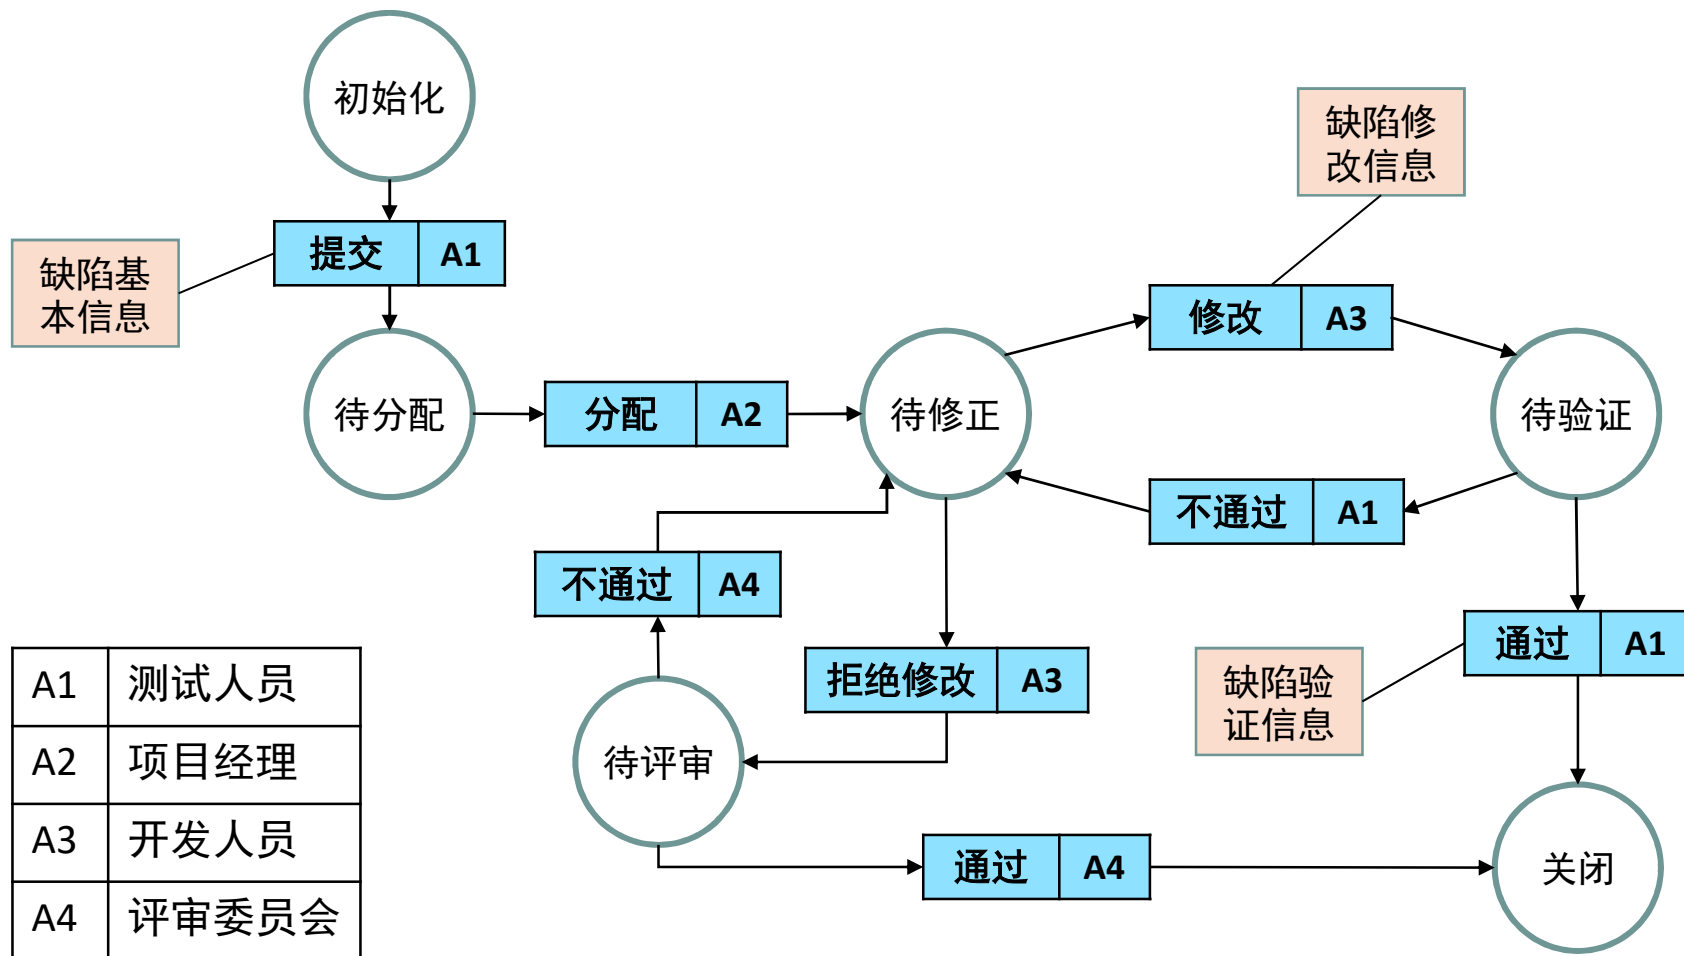 初始化
提交 A1
缺陷基
本信息
待分配
分配 A2
待修正
缺陷修
改信息
修改 A3
待验证
不通过 A1
不通过 A4
拒绝修改 A3
通过 A1
缺陷验
证信息
待评审
通过 A4
关闭
A1 测试人员
A2 项目经理
A3 开发人员
A4 评审委员会